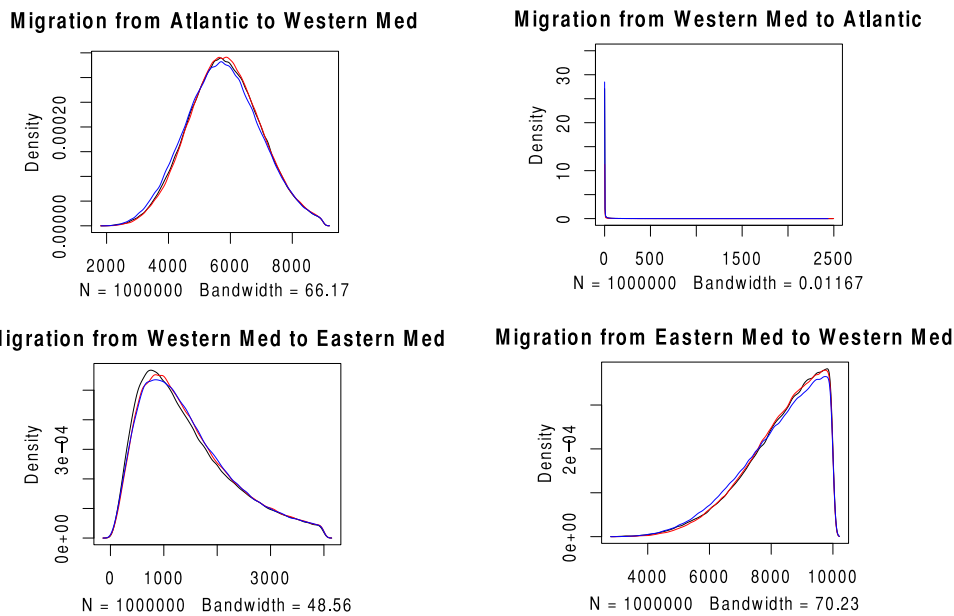 Migration from Atlantic to Western Med
Density
0.00000 0.00020
2000 4000 6000 8000
N = 1000000 Bandwidth = 66.17
Migration from Western Med to Atlantic
Density
0 10 20 30
0 500 1500 2500
N = 1000000 Bandwidth = 0.01167
ligration from Western Med to Eastern Med
Density
0e+00 3e−04
0 1000 3000
N = 1000000 Bandwidth = 48.56
Migration from Eastern Med to Western Med
Density
0e+00 2e−04
4000 6000 8000 10000
N = 1000000 Bandwidth = 70.23